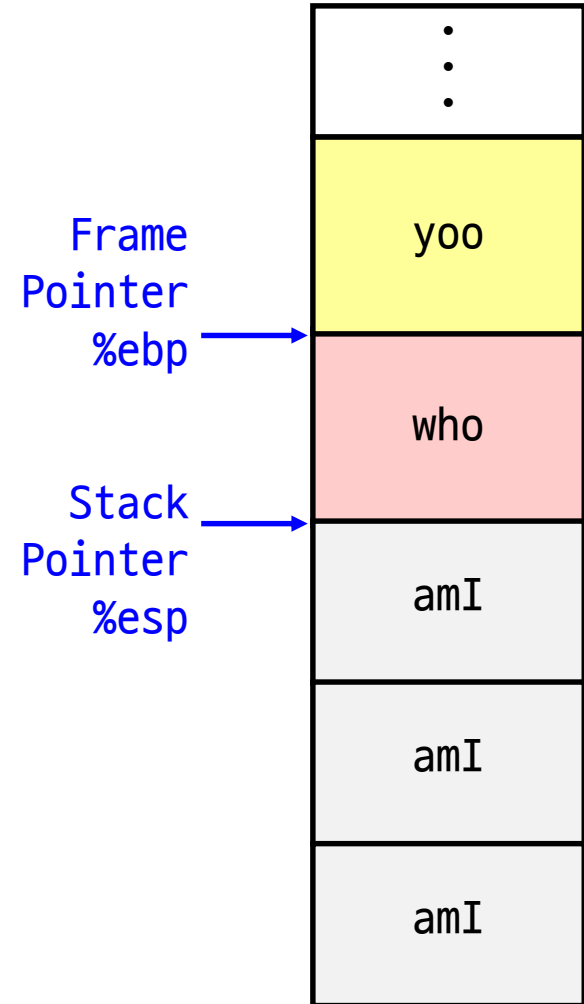 •
•
•
yoo
Frame
Pointer
%ebp
who
Stack
Pointer
%esp
amI
amI
amI